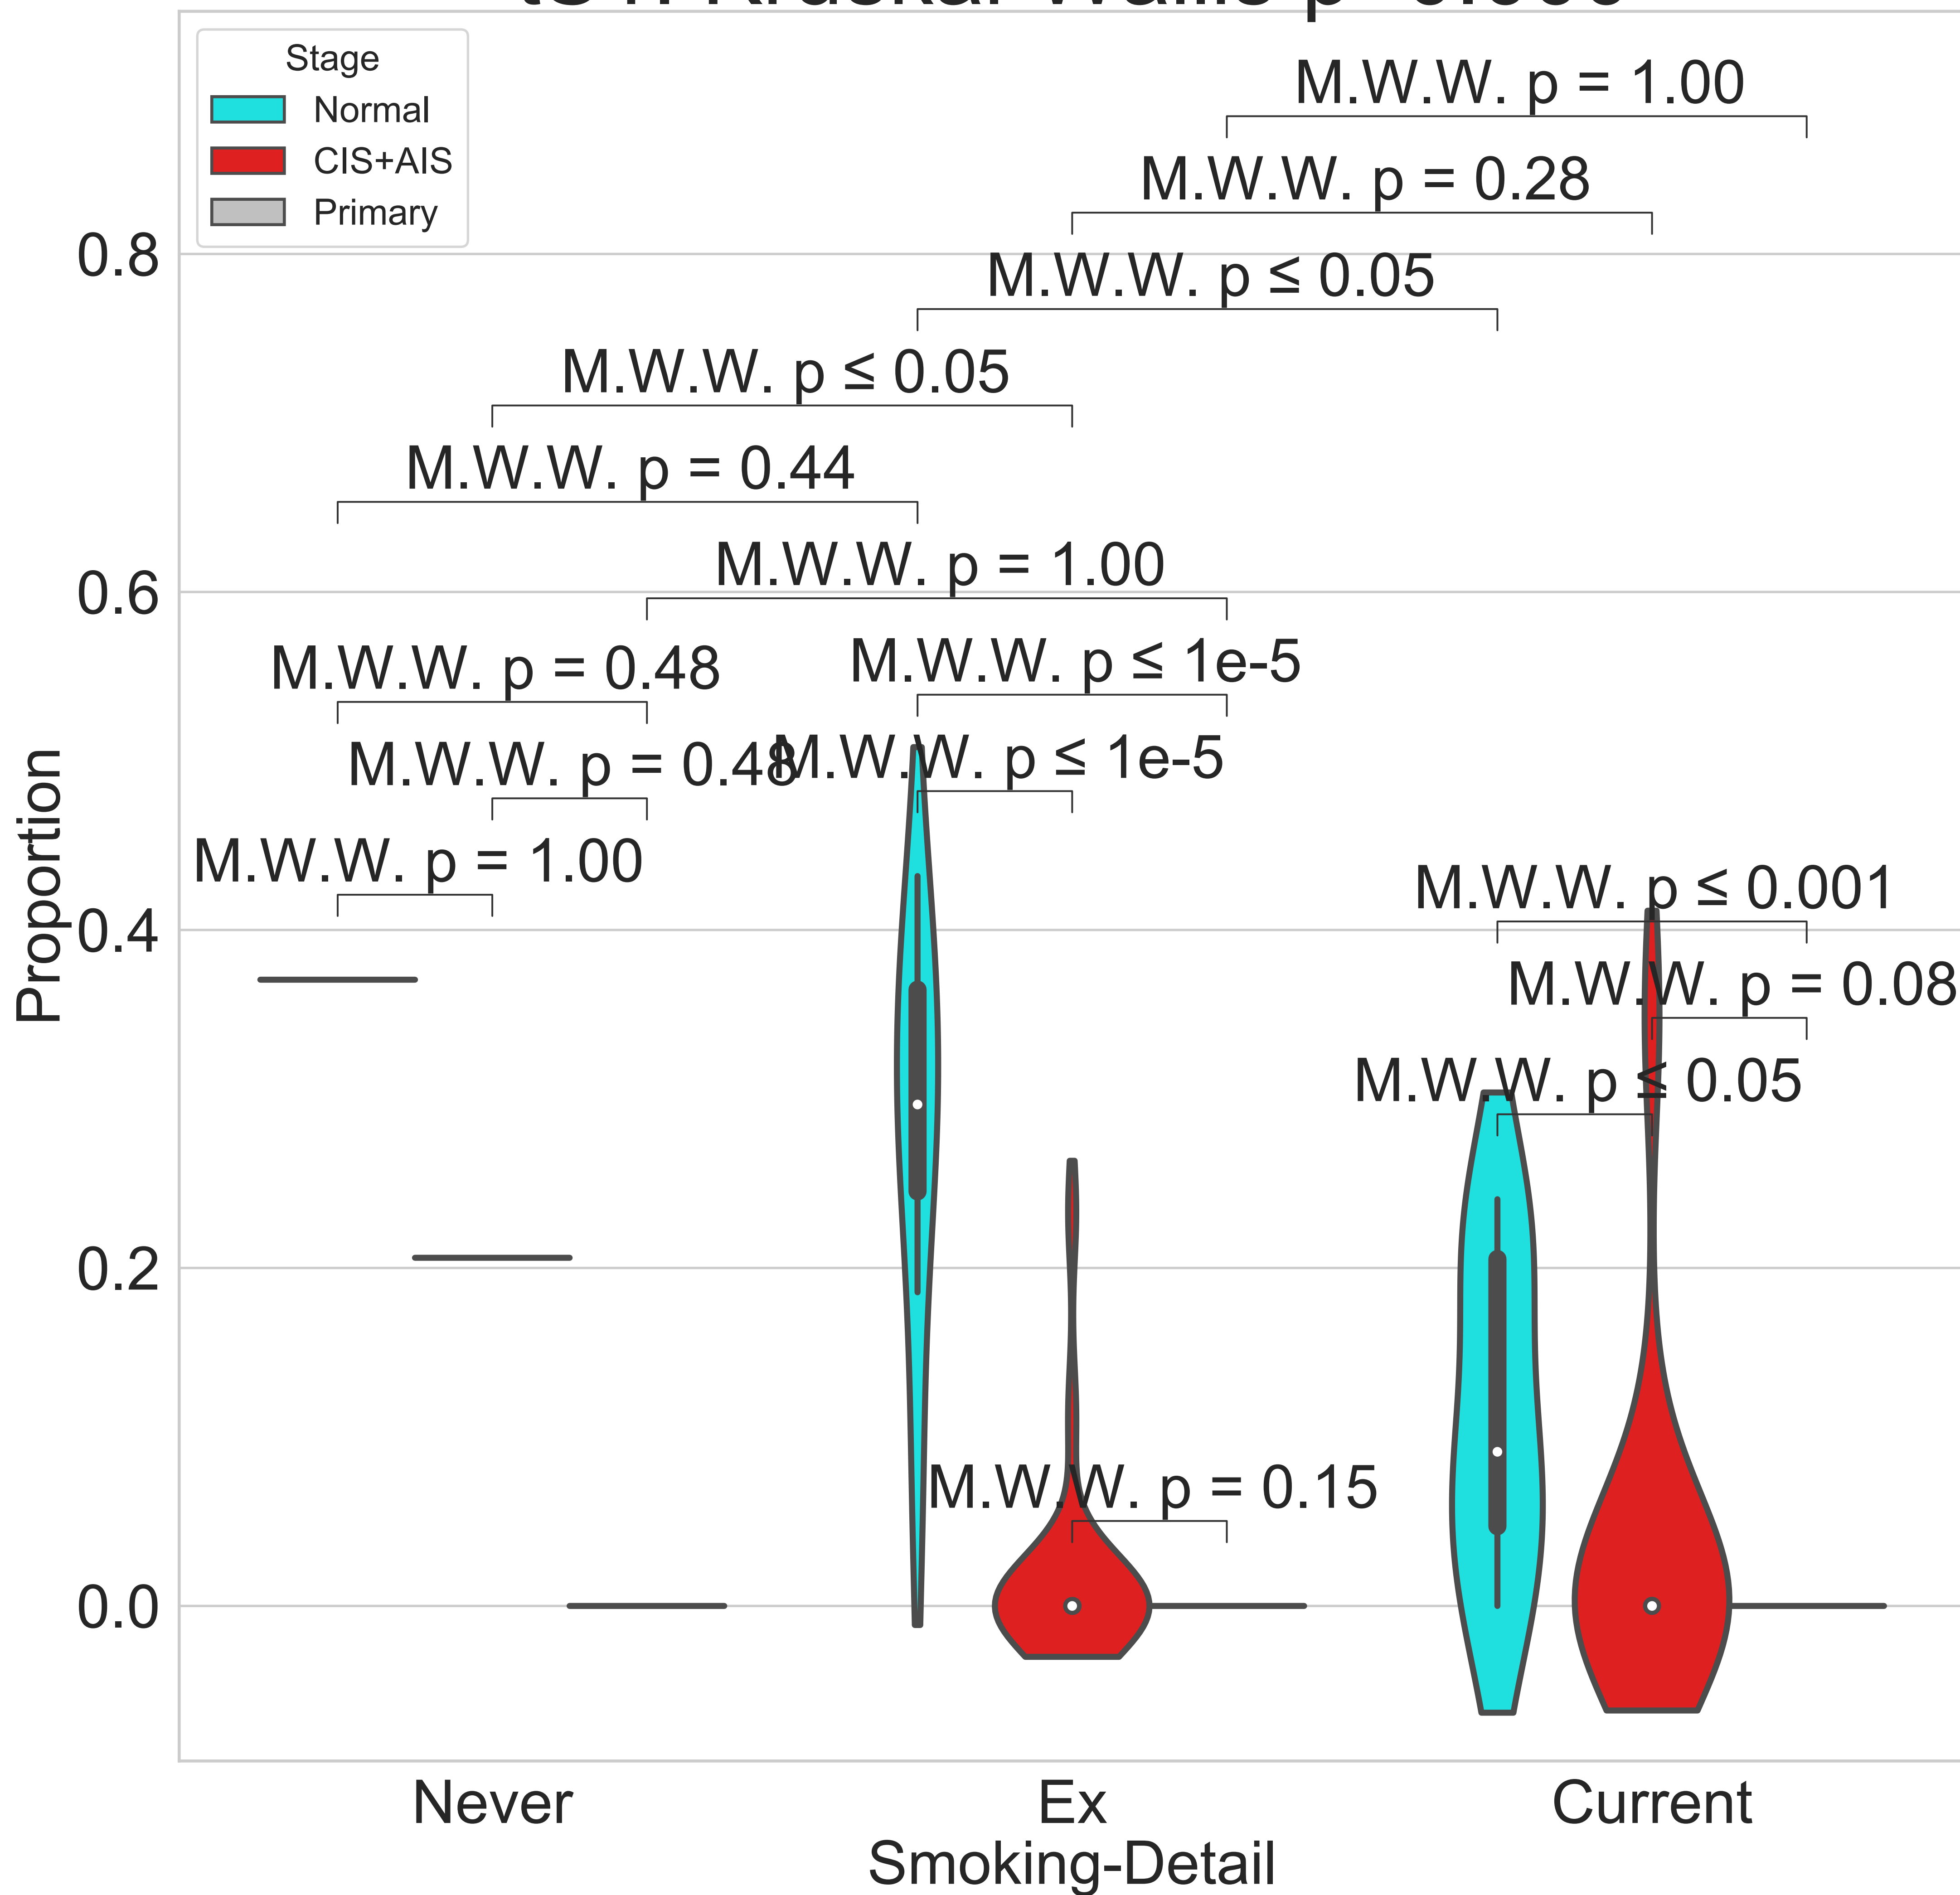 Stage
Normal
CIS+AIS
Primary
M.W.W. p = 1.00
M.W.W. p = 0.28
0.8
M.W.W. p ≤ 0.05
M.W.W. p ≤ 0.05
M.W.W. p = 0.44
M.W.W. p = 1.00
0.6
M.W.W. p = 0.48
M.W.W. p ≤ 1e-5
M.W.W. p = 0.48
M.W.W. p ≤ 1e-5
M.W.W. p = 1.00
M.W.W. p ≤ 0.001
0.4
M.W.W. p = 0.08
M.W.W. p ≤ 0.05
0.2
M.W.W. p = 0.15
0.0
Proportion
Never
Ex
Current
Smoking-Detail